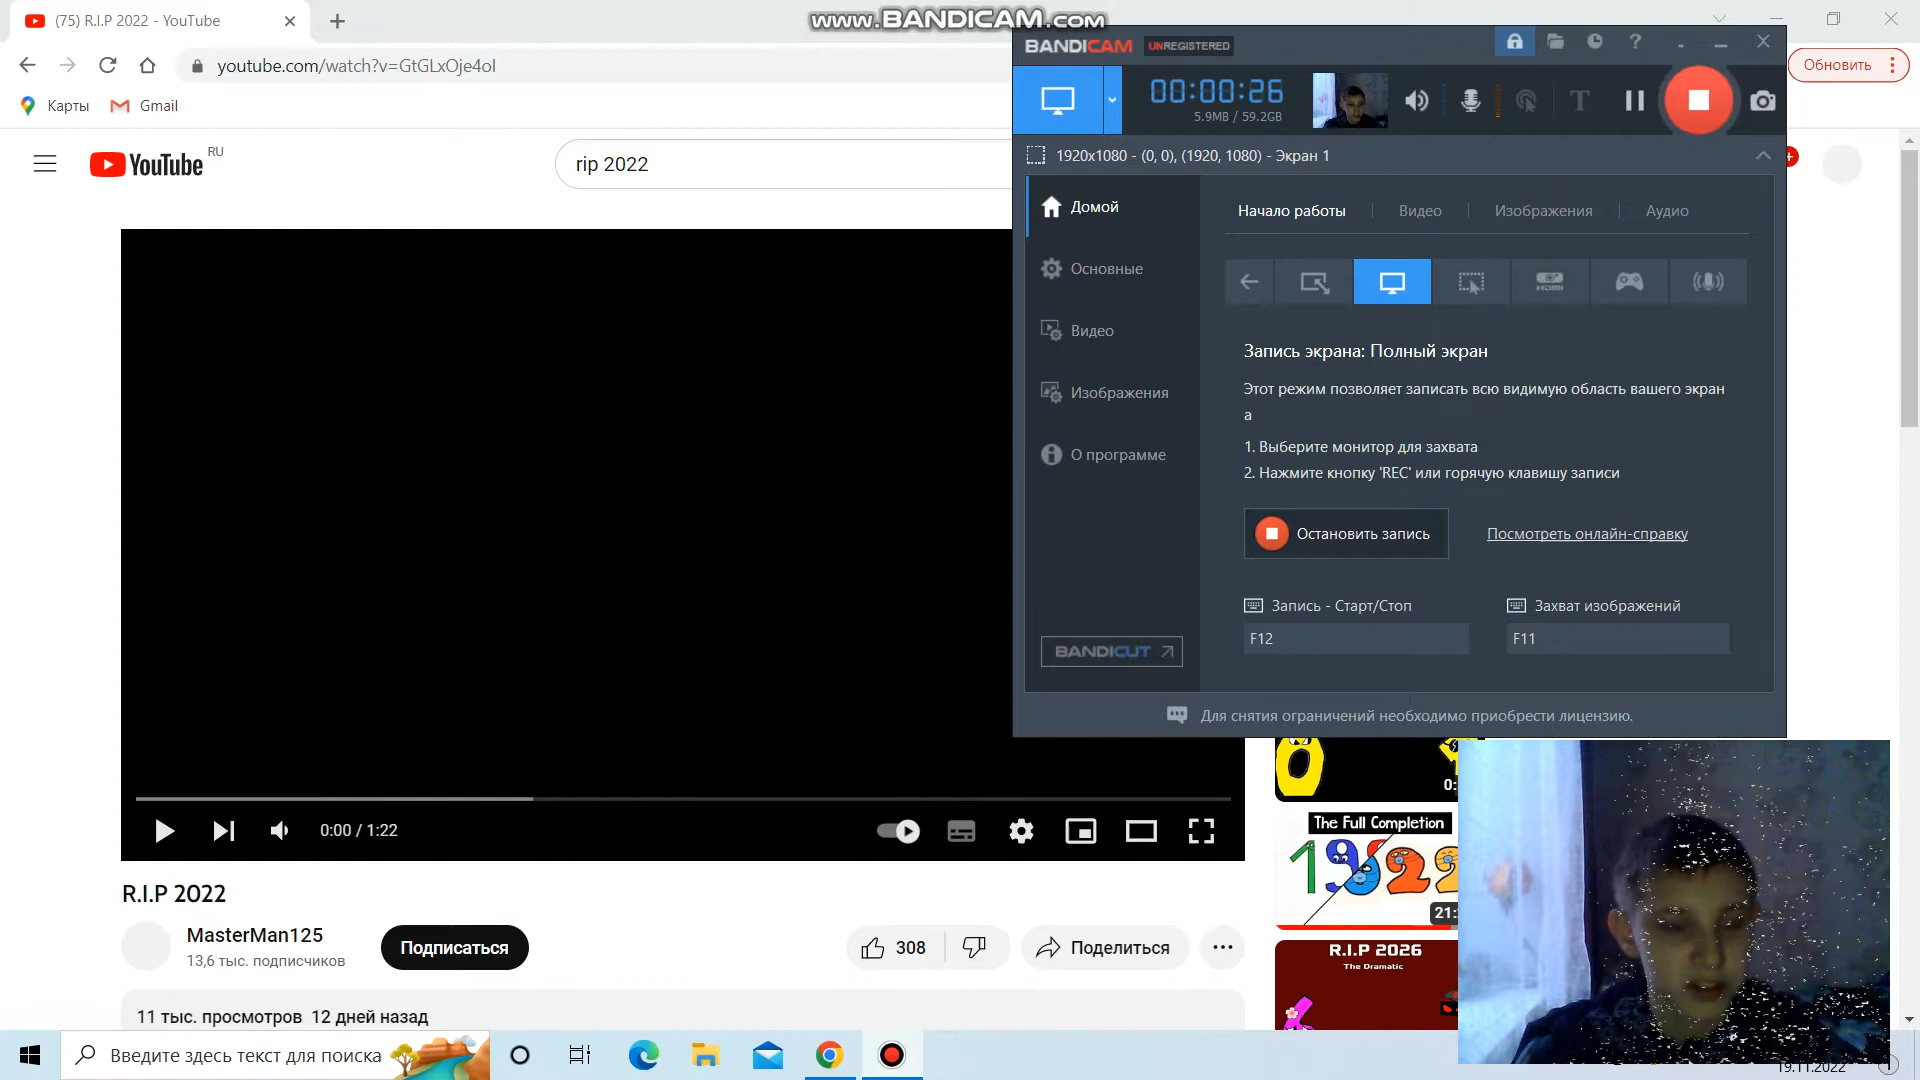 (75) R.I.P 2022 - YouTube
www.BANDICAM.com
youtube.com/watch?v=GtGLxOje4oI
Обновить
Карты
Gmail
YouTube RU
rip 2022
BANDICAM UNREGISTERED
00:00:26
5.9MB / 59.2GB
1920x1080 - (0, 0), (1920, 1080) - Экран 1
Домой
Основные
Видео
Изображения
О программе
BANDICUT
Начало работы
Видео
Изображения
Аудио
HDMI
Запись экрана: Полный экран
Этот режим позволяет записать всю видимую область вашего экран
а
1. Выберите монитор для захвата
2. Нажмите кнопку 'REC' или горячую клавишу записи
Остановить запись
Посмотреть онлайн-справку
Запись - Старт/Стоп
Захват изображений
F12
F11
Для снятия ограничений необходимо приобрести лицензию.
0:00 / 1:22
R.I.P 2022
MasterMan125
13,6 тыс. подписчиков
Подписаться
308
Поделиться
11 тыс. просмотров 12 дней назад
0:
The Full Completion
21:
R.I.P 2026
The Dramatic
Введите здесь текст для поиска
19.11.2022
1